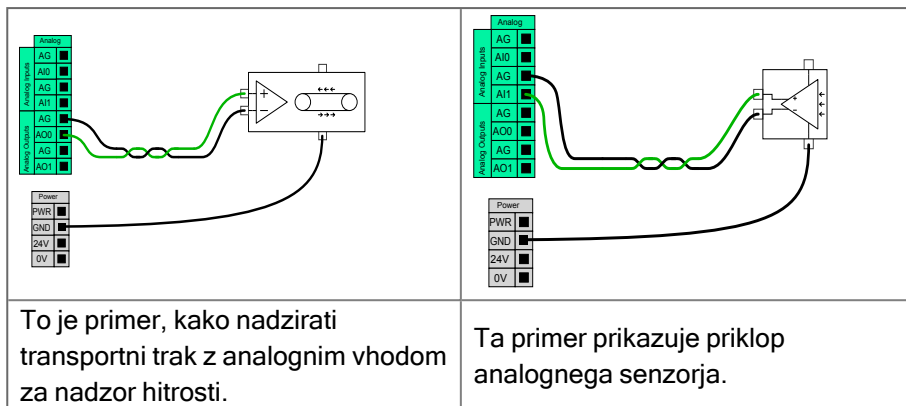 Analog
Analog Inputs
AG
AI0
AG
AI1
Analog Outputs
AG
AO0
AG
AO1
Power
PWR
GND
24V
0V
+
−
To je primer, kako nadzirati
transportni trak z analognim vhodom
za nadzor hitrosti.
Analog
Analog Inputs
AG
AI0
AG
AI1
Analog Outputs
AG
AO0
AG
AO1
Power
PWR
GND
24V
0V
+
−
Ta primer prikazuje priklop
analognega senzorja.